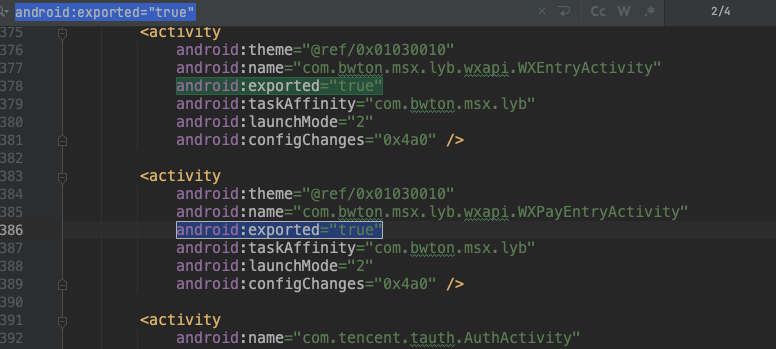 android:exported="true"
Cc W .* 2/4
375 <activity
376 android:theme="@ref/0x01030010"
377 android:name="com.bwton.msx.lyb.wxapi.WXEntryActivity"
378 android:exported="true"
379 android:taskAffinity="com.bwton.msx.lyb"
380 android:launchMode="2"
381 android:configChanges="0x4a0" />
382
383 <activity
384 android:theme="@ref/0x01030010"
385 android:name="com.bwton.msx.lyb.wxapi.WXPayEntryActivity"
386 android:exported="true"
387 android:taskAffinity="com.bwton.msx.lyb"
388 android:launchMode="2"
389 android:configChanges="0x4a0" />
390
391 <activity
392 android:name="com.tencent.tauth.AuthActivity"